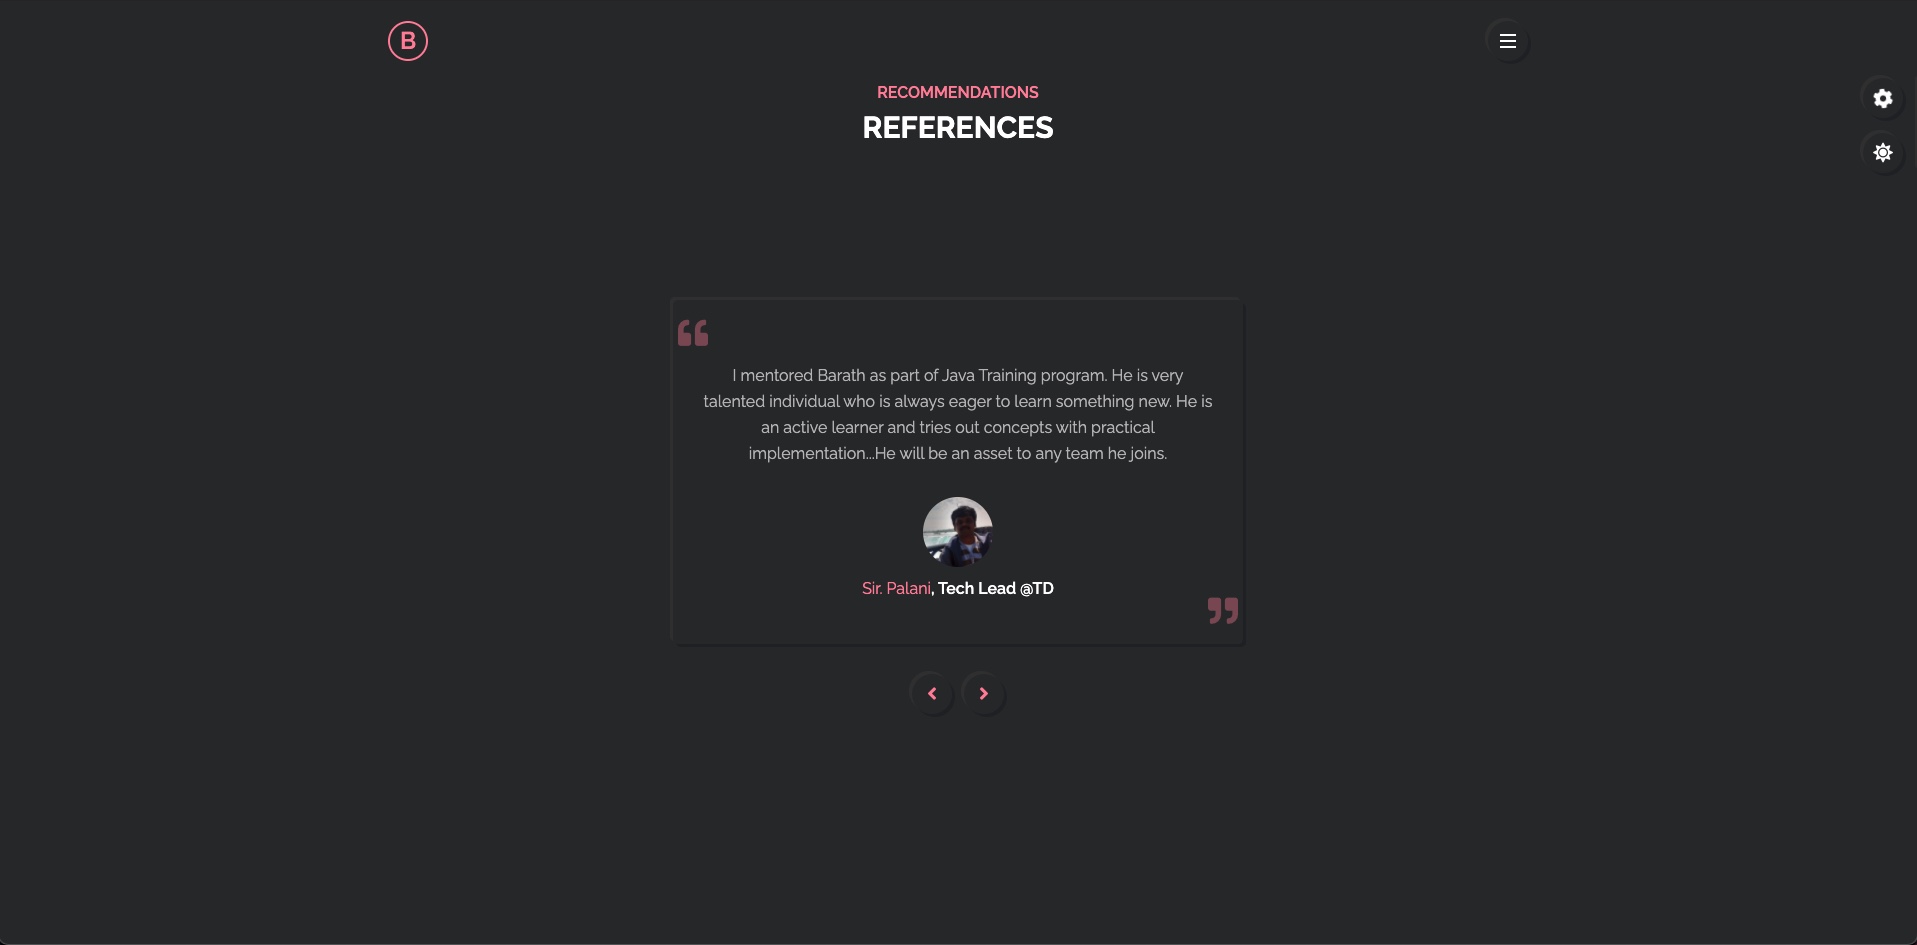 B
RECOMMENDATIONS
REFERENCES
I mentored Barath as part of Java Training program. He is very
talented individual who is always eager to learn something new. He is
an active learner and tries out concepts with practical
implementation...He will be an asset to any team he joins.
Sir. Palani, Tech Lead @TD